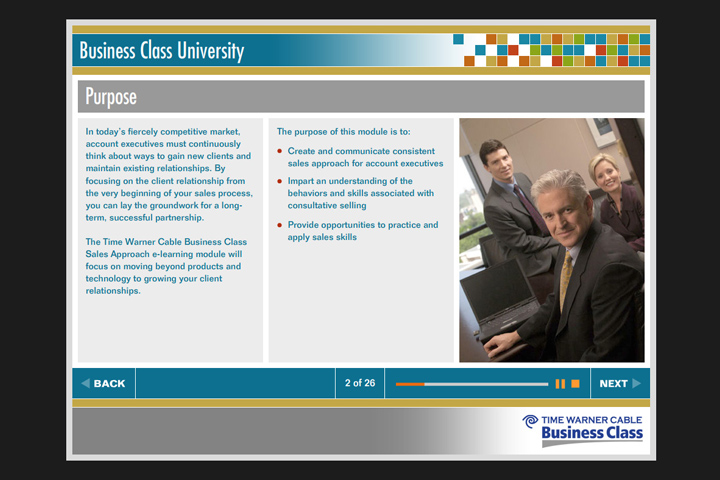 Business Class University
Purpose
In today's fiercely competitive market,
account executives must continuously
think about ways to gain new clients and
maintain existing relationships. By
focusing on the client relationship from
the very beginning of your sales process,
you can lay the groundwork for a long-
term, successful partnership.
The Time Warner Cable Business Class
Sales Approach e-learning module will
focus on moving beyond products and
technology to growing your client
relationships.
The purpose of this module is to:
Create and communicate consistent
sales approach for account executives
Impart an understanding of the
behaviors and skills associated with
consultative selling
Provide opportunities to practice and
apply sales skills
BACK
2 of 26
NEXT
TIME WARNER CABLE
Business Class